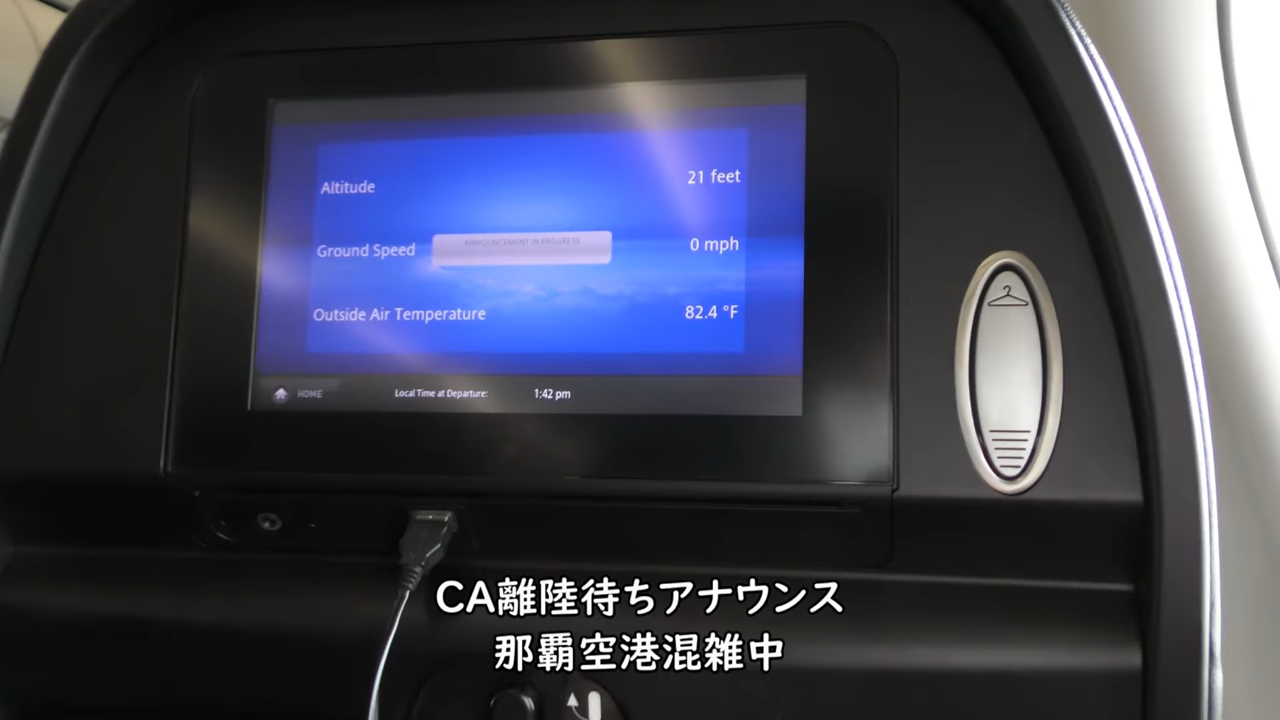 Altitude 21 feet
ANNOUNCEMENT IN PROGRESS
Ground Speed 0 mph
Outside Air Temperature 82.4 °F
HOME Local Time at Departure: 1:42 pm
CA離陸待ちアナウンス
那覇空港混雑中